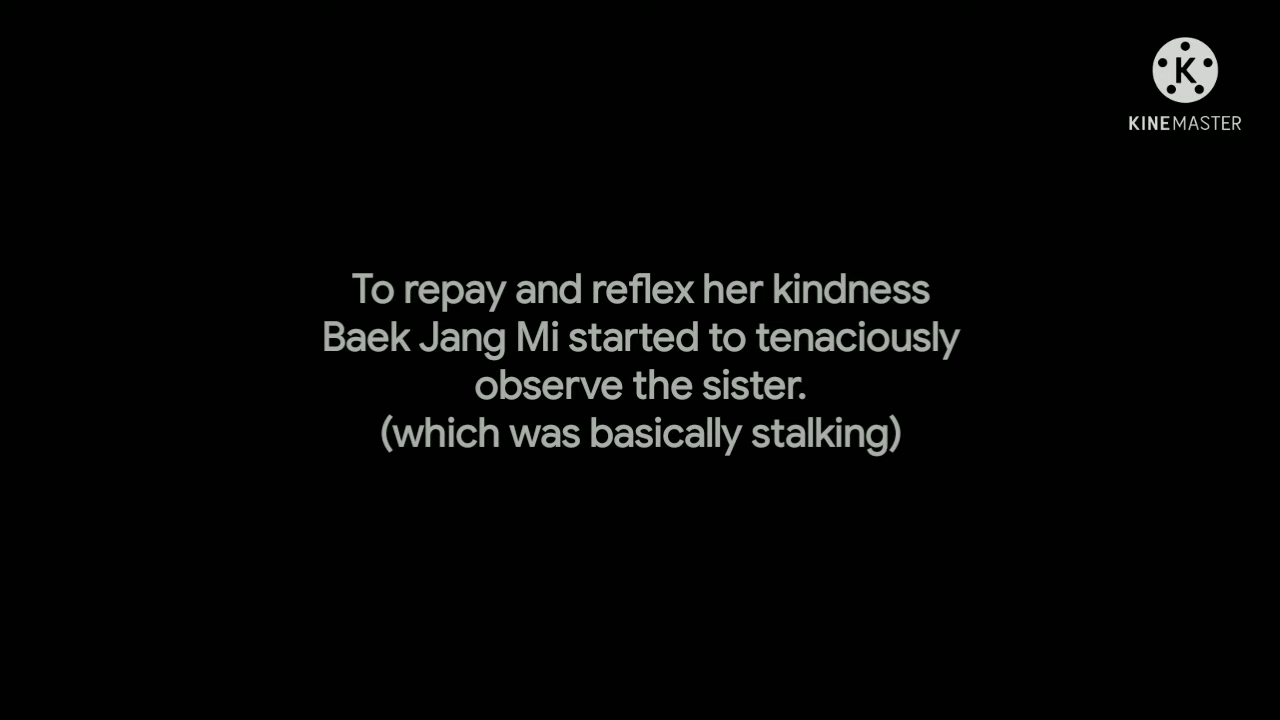 K
KINEMASTER
To repay and reflex her kindness
Baek Jang Mi started to tenaciously
observe the sister.
(which was basically stalking)